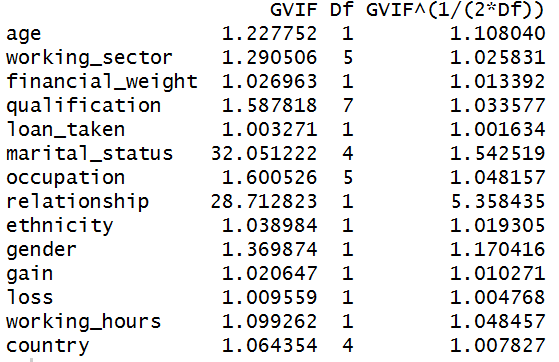 GVIF Df GVIF^(1/(2*Df))
age 1.227752 1 1.108040
working_sector 1.290506 5 1.025831
financial_weight 1.026963 1 1.013392
qualification 1.587818 7 1.033577
loan_taken 1.003271 1 1.001634
marital_status 32.051222 4 1.542519
occupation 1.600526 5 1.048157
relationship 28.712823 1 5.358435
ethnicity 1.038984 1 1.019305
gender 1.369874 1 1.170416
gain 1.020647 1 1.010271
loss 1.009559 1 1.004768
working_hours 1.099262 1 1.048457
country 1.064354 4 1.007827